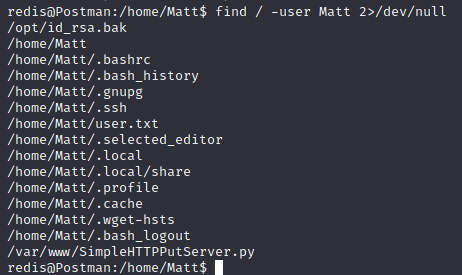 redis@Postman:/home/Matt$ find / -user Matt 2>/dev/null
/opt/id_rsa.bak
/home/Matt
/home/Matt/.bashrc
/home/Matt/.bash_history
/home/Matt/.gnupg
/home/Matt/.ssh
/home/Matt/user.txt
/home/Matt/.selected_editor
/home/Matt/.local
/home/Matt/.local/share
/home/Matt/.profile
/home/Matt/.cache
/home/Matt/.wget-hsts
/home/Matt/.bash_logout
/var/www/SimpleHTTPPutServer.py
redis@Postman:/home/Matt$